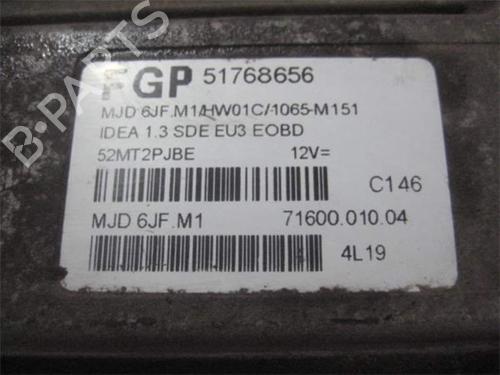 FGP 51768656
MJD 6JF.M1/HW01C/-1065-M151
IDEA 1.3 SDE EU3 EOBD
52MT2PJBE 12V=
C146
MJD 6JF.M1 71600.010.04
4L19